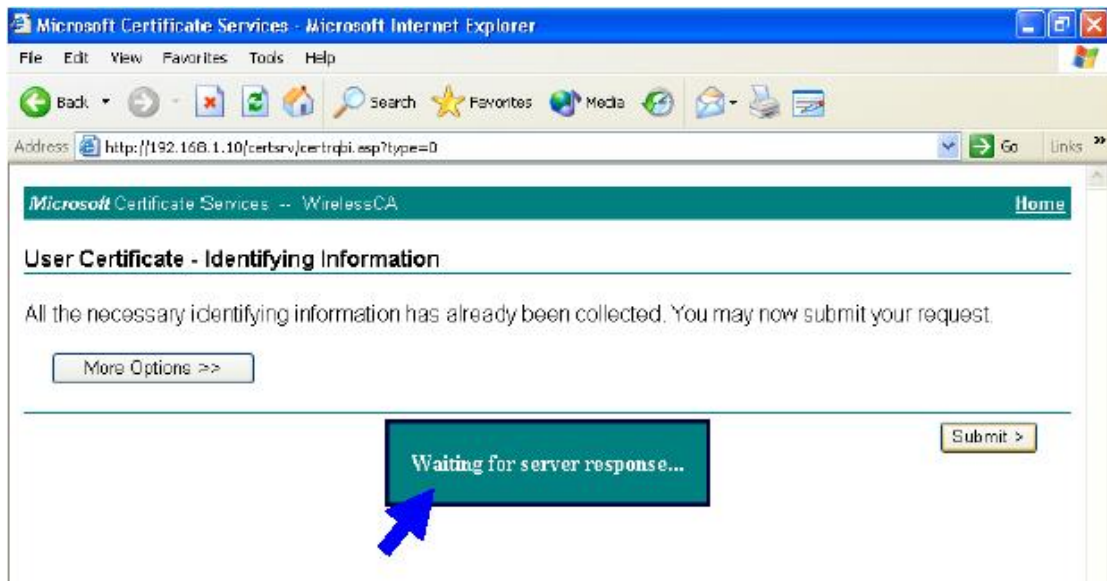 Microsoft Certificate Services - Microsoft Internet Explorer
File Edit View Favorites Tools Help
Back Search Favorites Media
Address http://192.168.1.10/certsrv/certrqbi.asp?type=0 Go Links »
Microsoft Certificate Services -- WirelessCA Home
User Certificate - Identifying Information
All the necessary identifying information has already been collected. You may now submit your request.
More Options >>
Submit >
Waiting for server response...